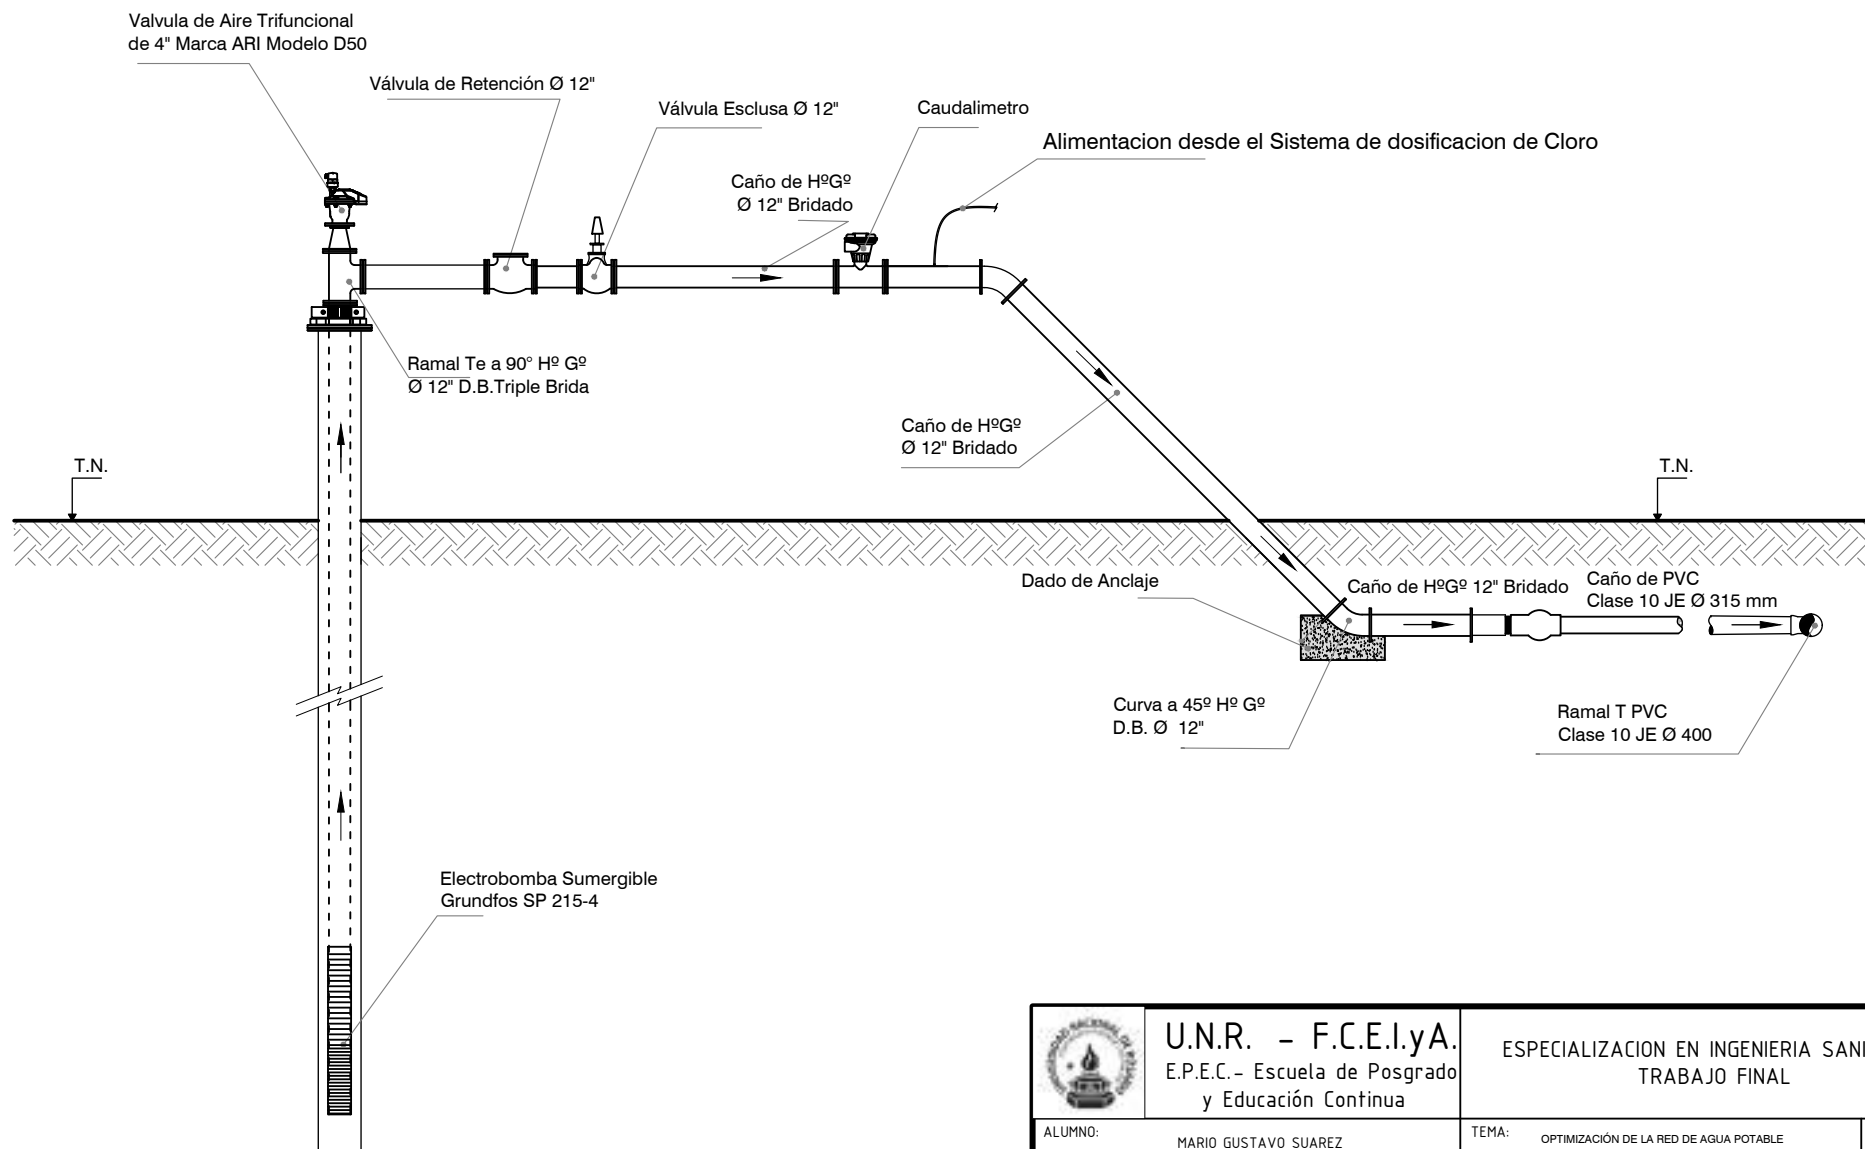 Valvula de Aire Trifuncional
de 4" Marca ARI Modelo D50
Válvula de Retención Ø 12"
Válvula Esclusa Ø 12"
Caudalimetro
Alimentacion desde el Sistema de dosificacion de Cloro
Caño de HºGº
Ø 12" Bridado
Ramal Te a 90° Hº Gº
Ø 12" D.B.Triple Brida
Caño de HºGº
Ø 12" Bridado
T.N.
T.N.
Dado de Anclaje
Caño de HºGº 12" Bridado
Caño de PVC
Clase 10 JE Ø 315 mm
Curva a 45º Hº Gº
D.B. Ø 12"
Ramal T PVC
Clase 10 JE Ø 400
Electrobomba Sumergible
Grundfos SP 215-4
U.N.R. - F.C.E.I.yA.
E.P.E.C.- Escuela de Posgrado
y Educación Continua
ESPECIALIZACION EN INGENIERIA SANI
TRABAJO FINAL
ALUMNO:
MARIO GUSTAVO SUAREZ
TEMA:
OPTIMIZACIÓN DE LA RED DE AGUA POTABLE